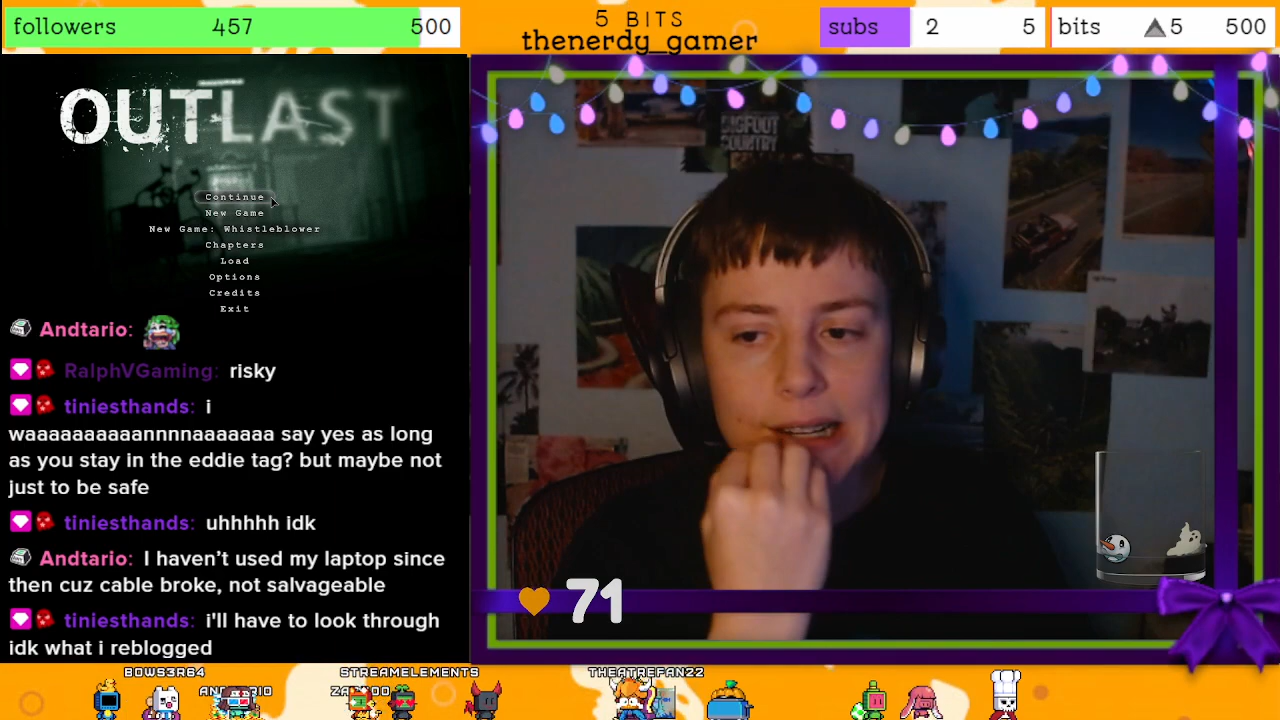 followers 457 500
5 BITS
thenerdy_gamer
subs 2 5
bits 5 500
OUTLAST
Continue
New Game
New Game: Whistleblower
Chapters
Load
Options
Credits
Exit
BIGFOOT
COUNTRY
Andtario:
RalphVGaming: risky
tiniesthands: i
waaaaaaaaaannnnaaaaaaa say yes as long
as you stay in the eddie tag? but maybe not
just to be safe
tiniesthands: uhhhhh idk
Andtario: I haven't used my laptop since
then cuz cable broke, not salvageable
tiniesthands: i'll have to look through
idk what i reblogged
71
BOWS3R64
STREAMELEMENTS
THEATREFAN22